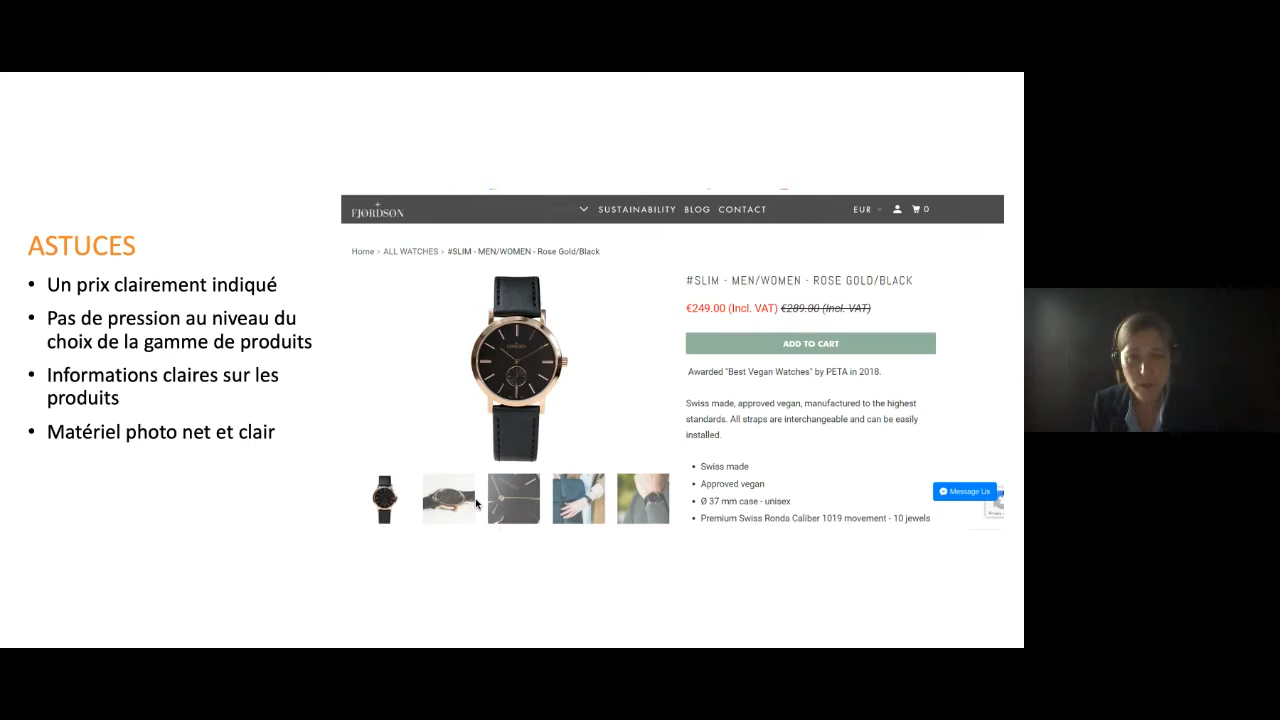 FJORDSON
SUSTAINABILITY BLOG CONTACT
EUR
0
ASTUCES
• Un prix clairement indiqué
• Pas de pression au niveau du
choix de la gamme de produits
• Informations claires sur les
produits
• Matériel photo net et clair
Home › ALL WATCHES › #SLIM - MEN/WOMEN - Rose Gold/Black
#SLIM - MEN/WOMEN - ROSE GOLD/BLACK
€249.00 (Incl. VAT) €289.00 (Incl. VAT)
ADD TO CART
Awarded "Best Vegan Watches" by PETA in 2018.
Swiss made, approved vegan, manufactured to the highest
standards. All straps are interchangeable and can be easily
installed.
• Swiss made
• Approved vegan
• Ø 37 mm case - unisex
• Premium Swiss Ronda Caliber 1019 movement - 10 jewels
Message Us